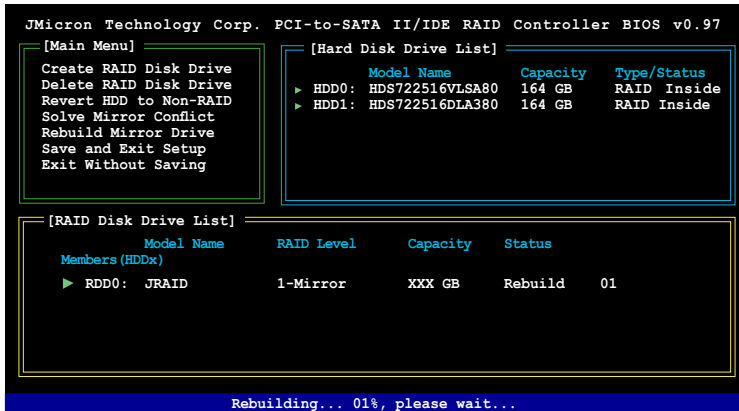 JMicron Technology Corp. PCI-to-SATA II/IDE RAID Controller BIOS v0.97
[Main Menu]
Create RAID Disk Drive
Delete RAID Disk Drive
Revert HDD to Non-RAID
Solve Mirror Conflict
Rebuild Mirror Drive
Save and Exit Setup
Exit Without Saving
[Hard Disk Drive List]
Model Name Capacity Type/Status
HDD0: HDS722516VLSA80 164 GB RAID Inside
HDD1: HDS722516DLA380 164 GB RAID Inside
[RAID Disk Drive List]
Model Name RAID Level Capacity Status
Members(HDDx)
RDD0: JRAID 1-Mirror XXX GB Rebuild 01
Rebuilding... 01%, please wait...